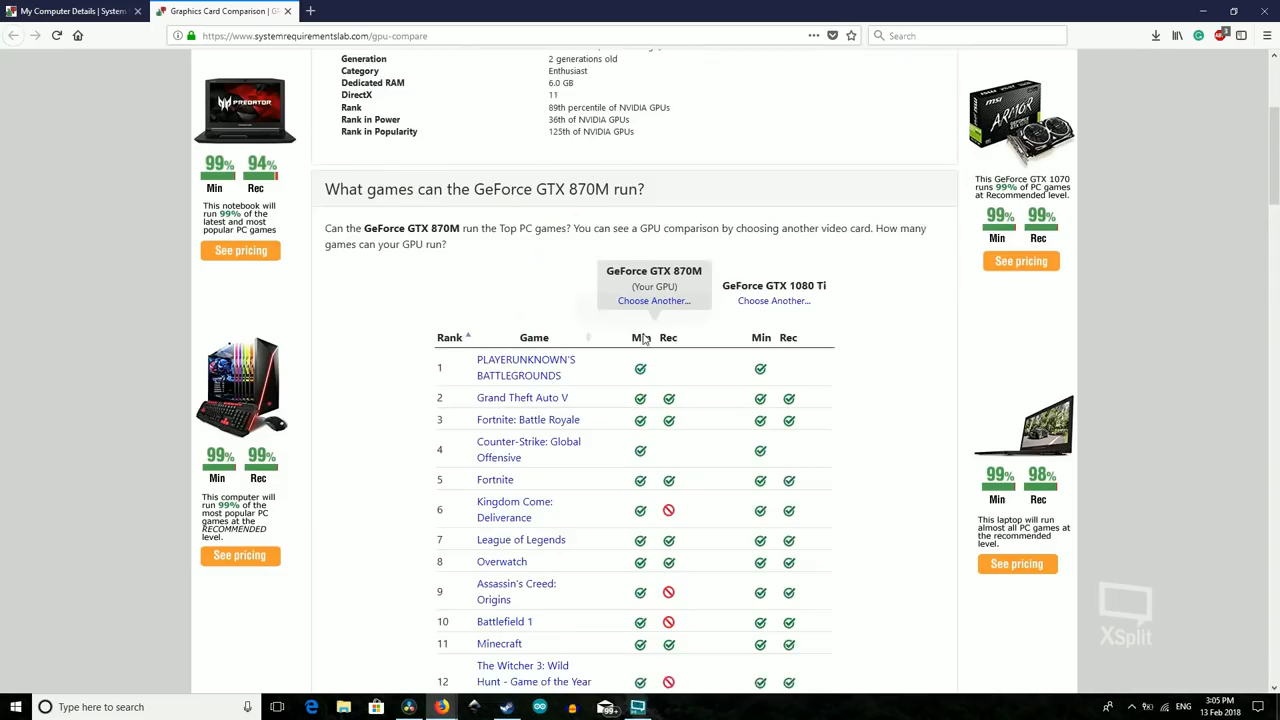 My Computer Details | System
Graphics Card Comparison | G
https://www.systemrequirementslab.com/gpu-compare
Search
Generation 2 generations old
Category Enthusiast
Dedicated RAM 6.0 GB
DirectX 11
Rank 89th percentile of NVIDIA GPUs
Rank in Power 36th of NVIDIA GPUs
Rank in Popularity 125th of NVIDIA GPUs
PREDATOR
99% 94%
Min Rec
This notebook will
run 99% of the
latest and most
popular PC games
See pricing
99% 99%
Min Rec
This computer will
run 99% of the
most popular PC
games at the
RECOMMENDED
level.
See pricing
What games can the GeForce GTX 870M run?
Can the GeForce GTX 870M run the Top PC games? You can see a GPU comparison by choosing another video card. How many
games can your GPU run?
GeForce GTX 870M
(Your GPU)
Choose Another...
GeForce GTX 1080 Ti
Choose Another...
Rank Game Min Rec Min Rec
1 PLAYERUNKNOWN'S
BATTLEGROUNDS
2 Grand Theft Auto V
3 Fortnite: Battle Royale
4 Counter-Strike: Global
Offensive
5 Fortnite
6 Kingdom Come:
Deliverance
7 League of Legends
8 Overwatch
9 Assassin's Creed:
Origins
10 Battlefield 1
11 Minecraft
12 The Witcher 3: Wild
Hunt - Game of the Year
msi
ARMOR
This GeForce GTX 1070
runs 99% of PC games
at Recommended level.
99% 99%
Min Rec
See pricing
99% 98%
Min Rec
This laptop will run
almost all PC games at
the recommended
level.
See pricing
XSplit
Type here to search
99+
ENG
3:05 PM
13 Feb 2018